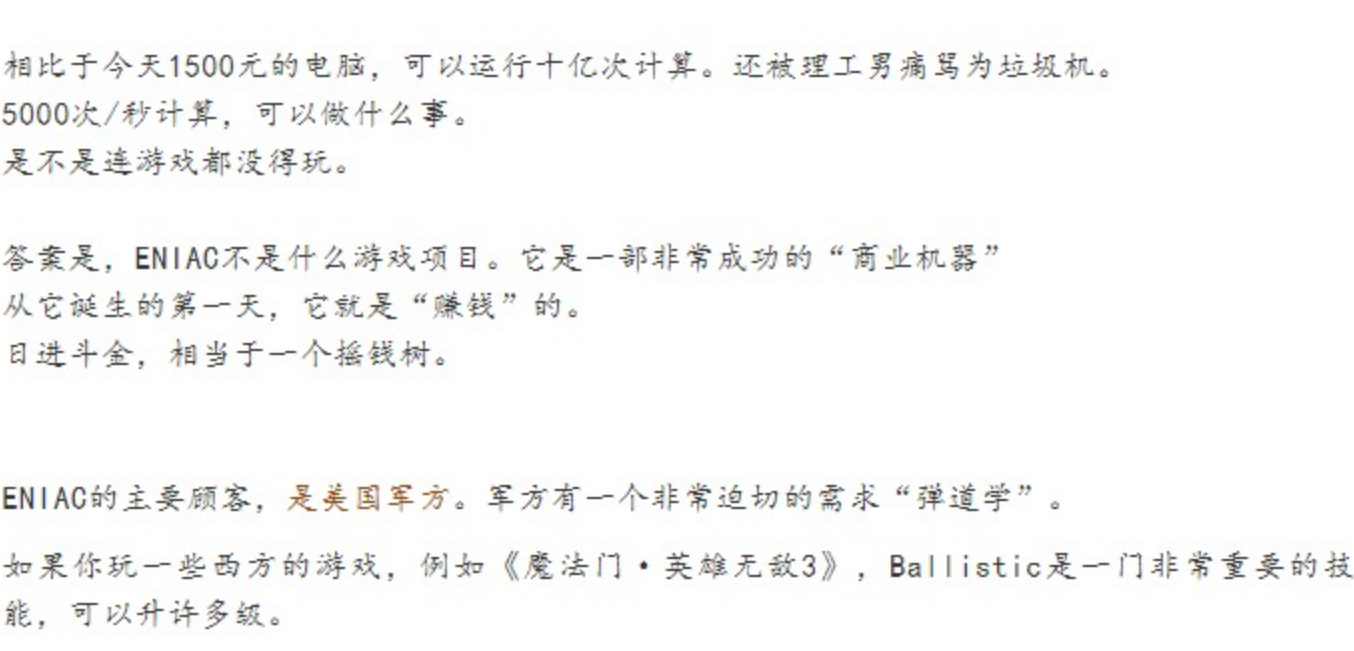 相比于今天1500元的电脑，可以运行十亿次计算。还被理工男痛骂为垃圾机。
5000次/秒计算，可以做什么事。
是不是连游戏都没得玩。
答案是，ENIAC不是什么游戏项目。它是一部非常成功的“商业机器”
从它诞生的第一天，它就是“赚钱”的。
日进斗金，相当于一个摇钱树。
ENIAC的主要顾客，是美国军方。军方有一个非常迫切的需求“弹道学”。
如果你玩一些西方的游戏，例如《魔法门·英雄无敌3》，Ballistic是一门非常重要的技
能，可以升许多级。